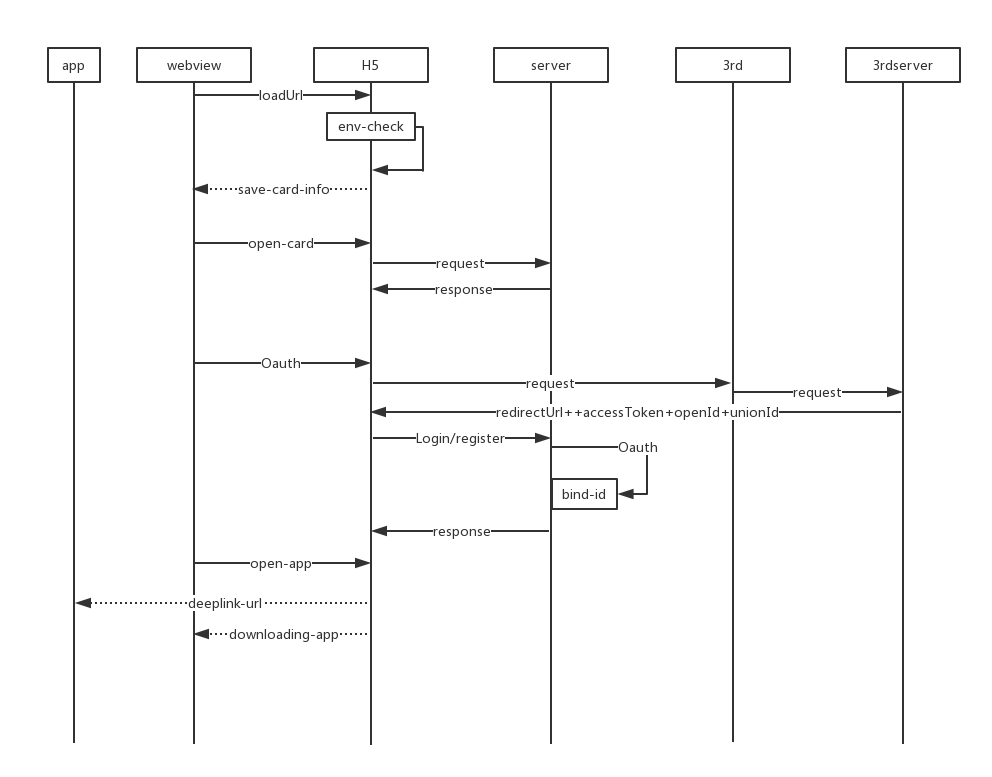 app
webview
H5
server
3rd
3rdserver
loadUrl
env-check
save-card-info
open-card
request
response
Oauth
request
request
redirectUrl++accessToken+openId+unionId
Login/register
Oauth
bind-id
response
open-app
deeplink-url
downloading-app